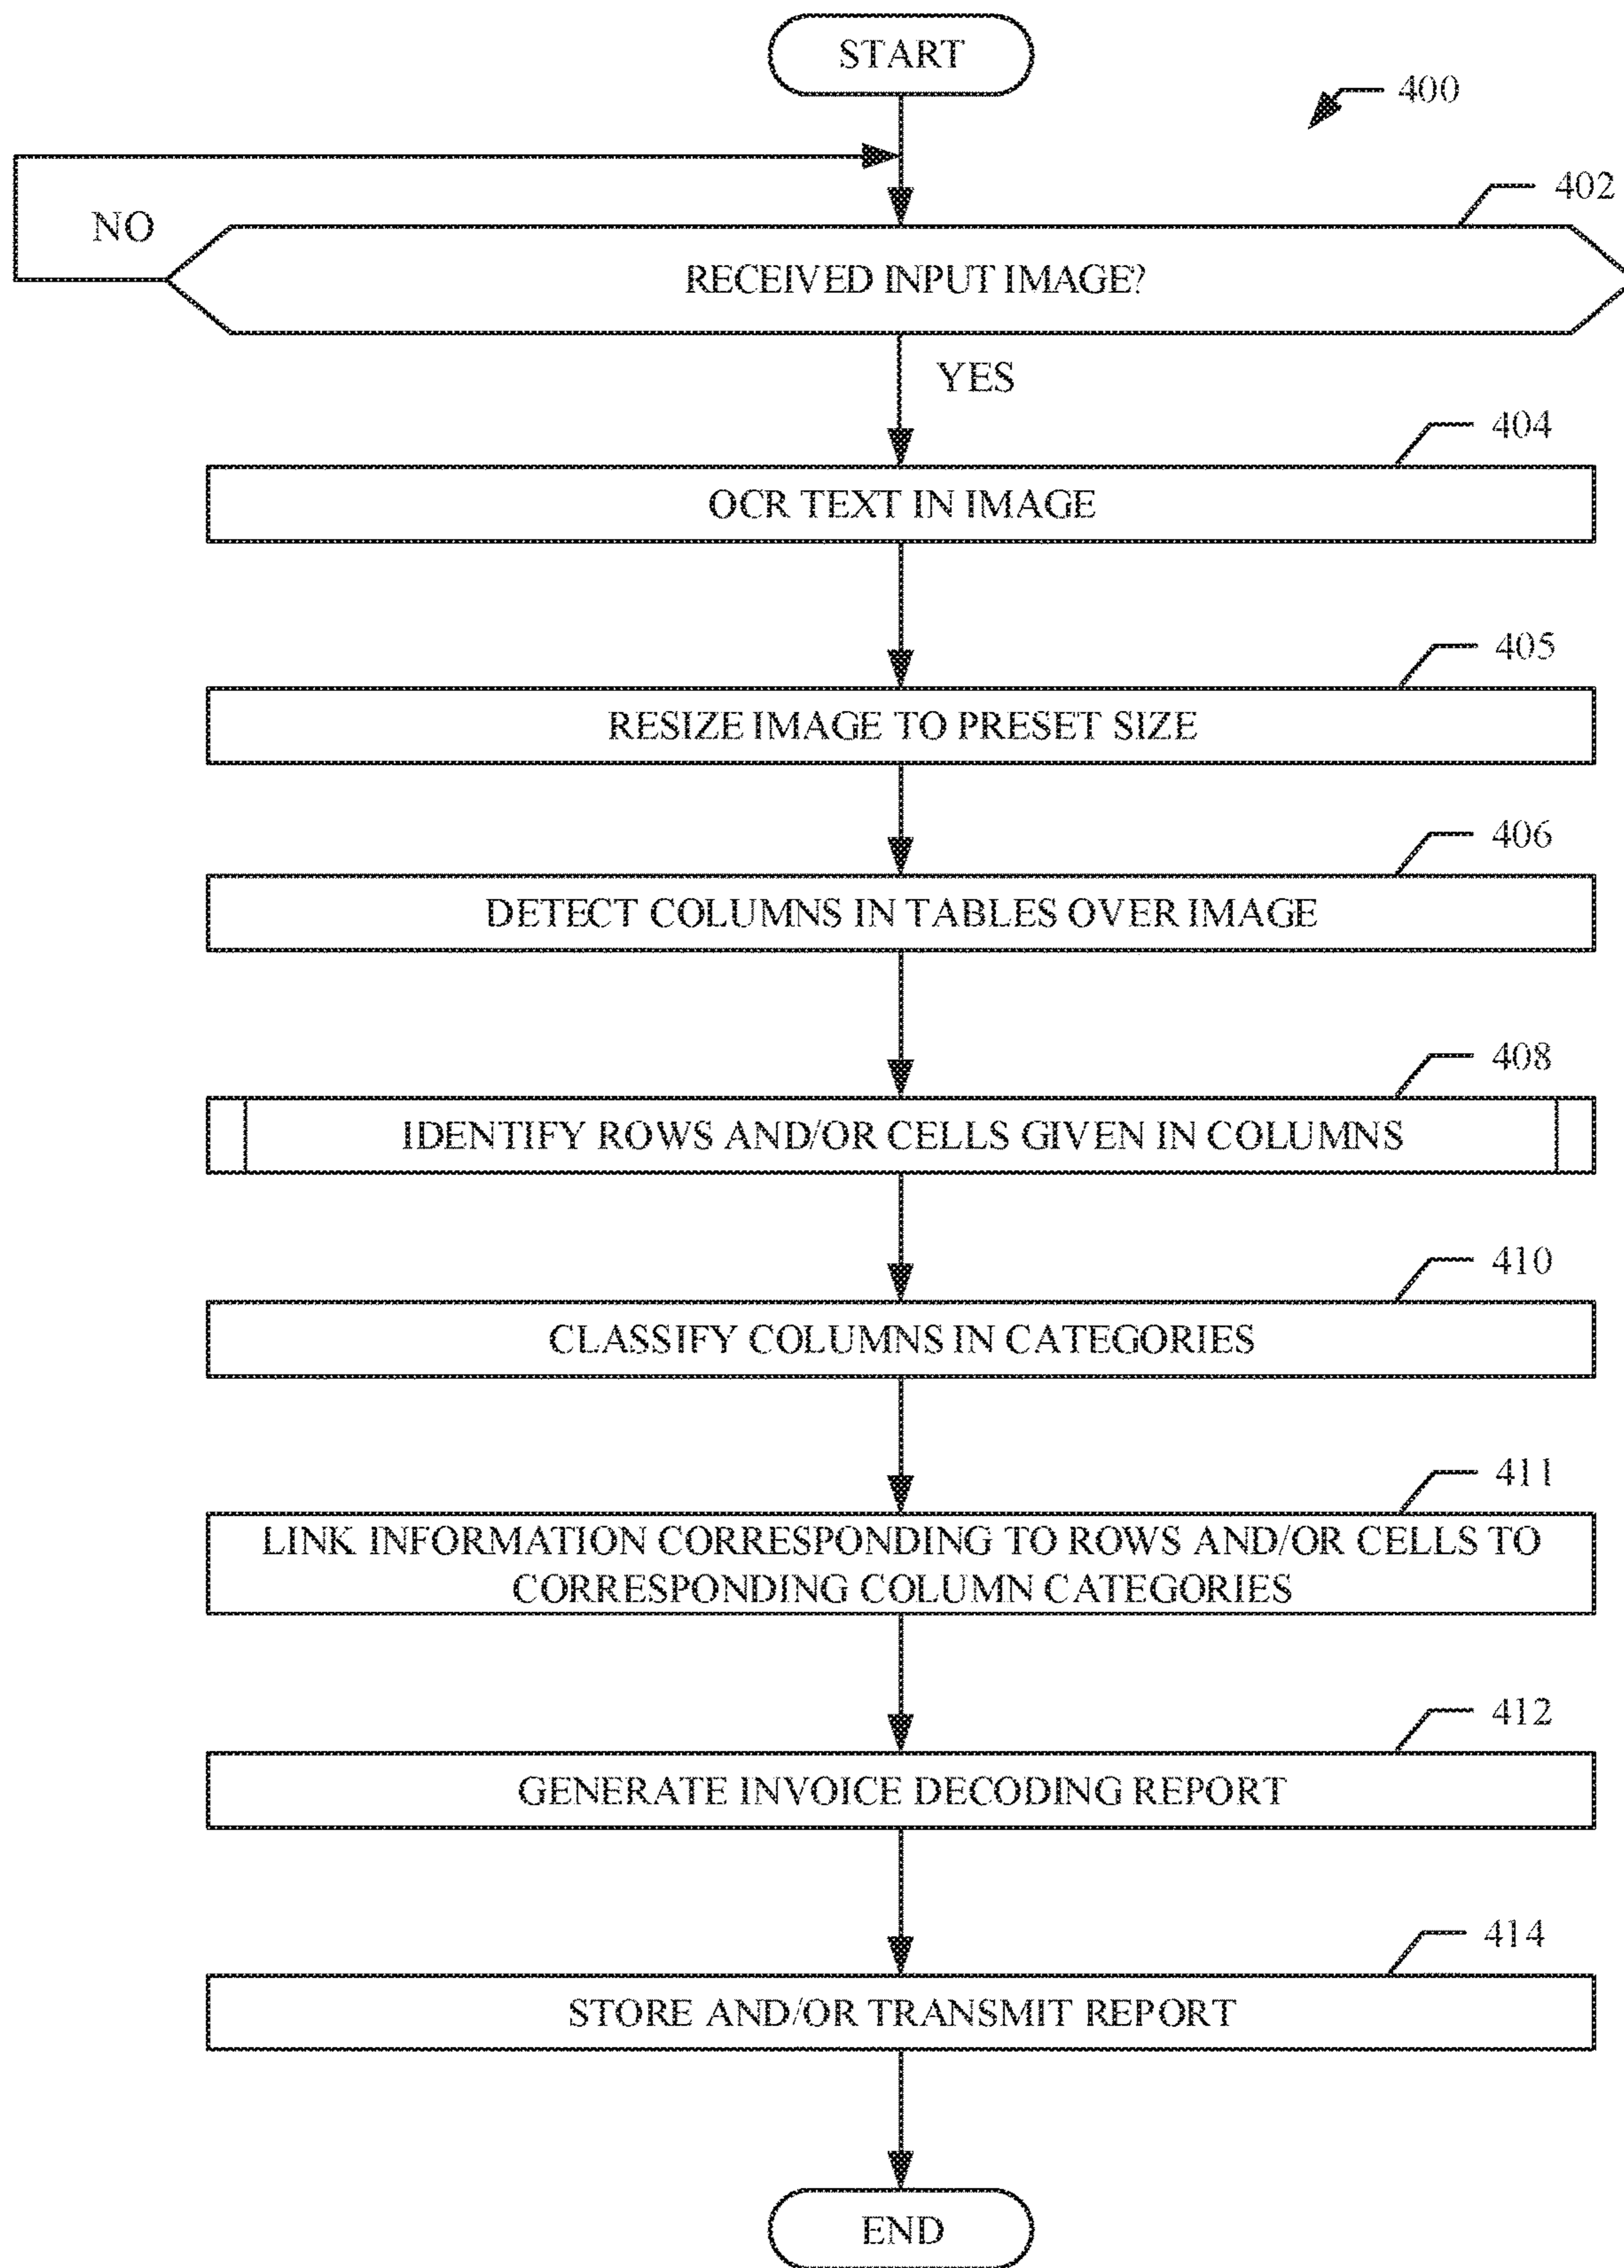 START
400
402
NO
RECEIVED INPUT IMAGE?
YES
404
OCR TEXT IN IMAGE
405
RESIZE IMAGE TO PRESET SIZE
406
DETECT COLUMNS IN TABLES OVER IMAGE
408
IDENTIFY ROWS AND/OR CELLS GIVEN IN COLUMNS
410
CLASSIFY COLUMNS IN CATEGORIES
411
LINK INFORMATION CORRESPONDING TO ROWS AND/OR CELLS TO
CORRESPONDING COLUMN CATEGORIES
412
GENERATE INVOICE DECODING REPORT
414
STORE AND/OR TRANSMIT REPORT
END